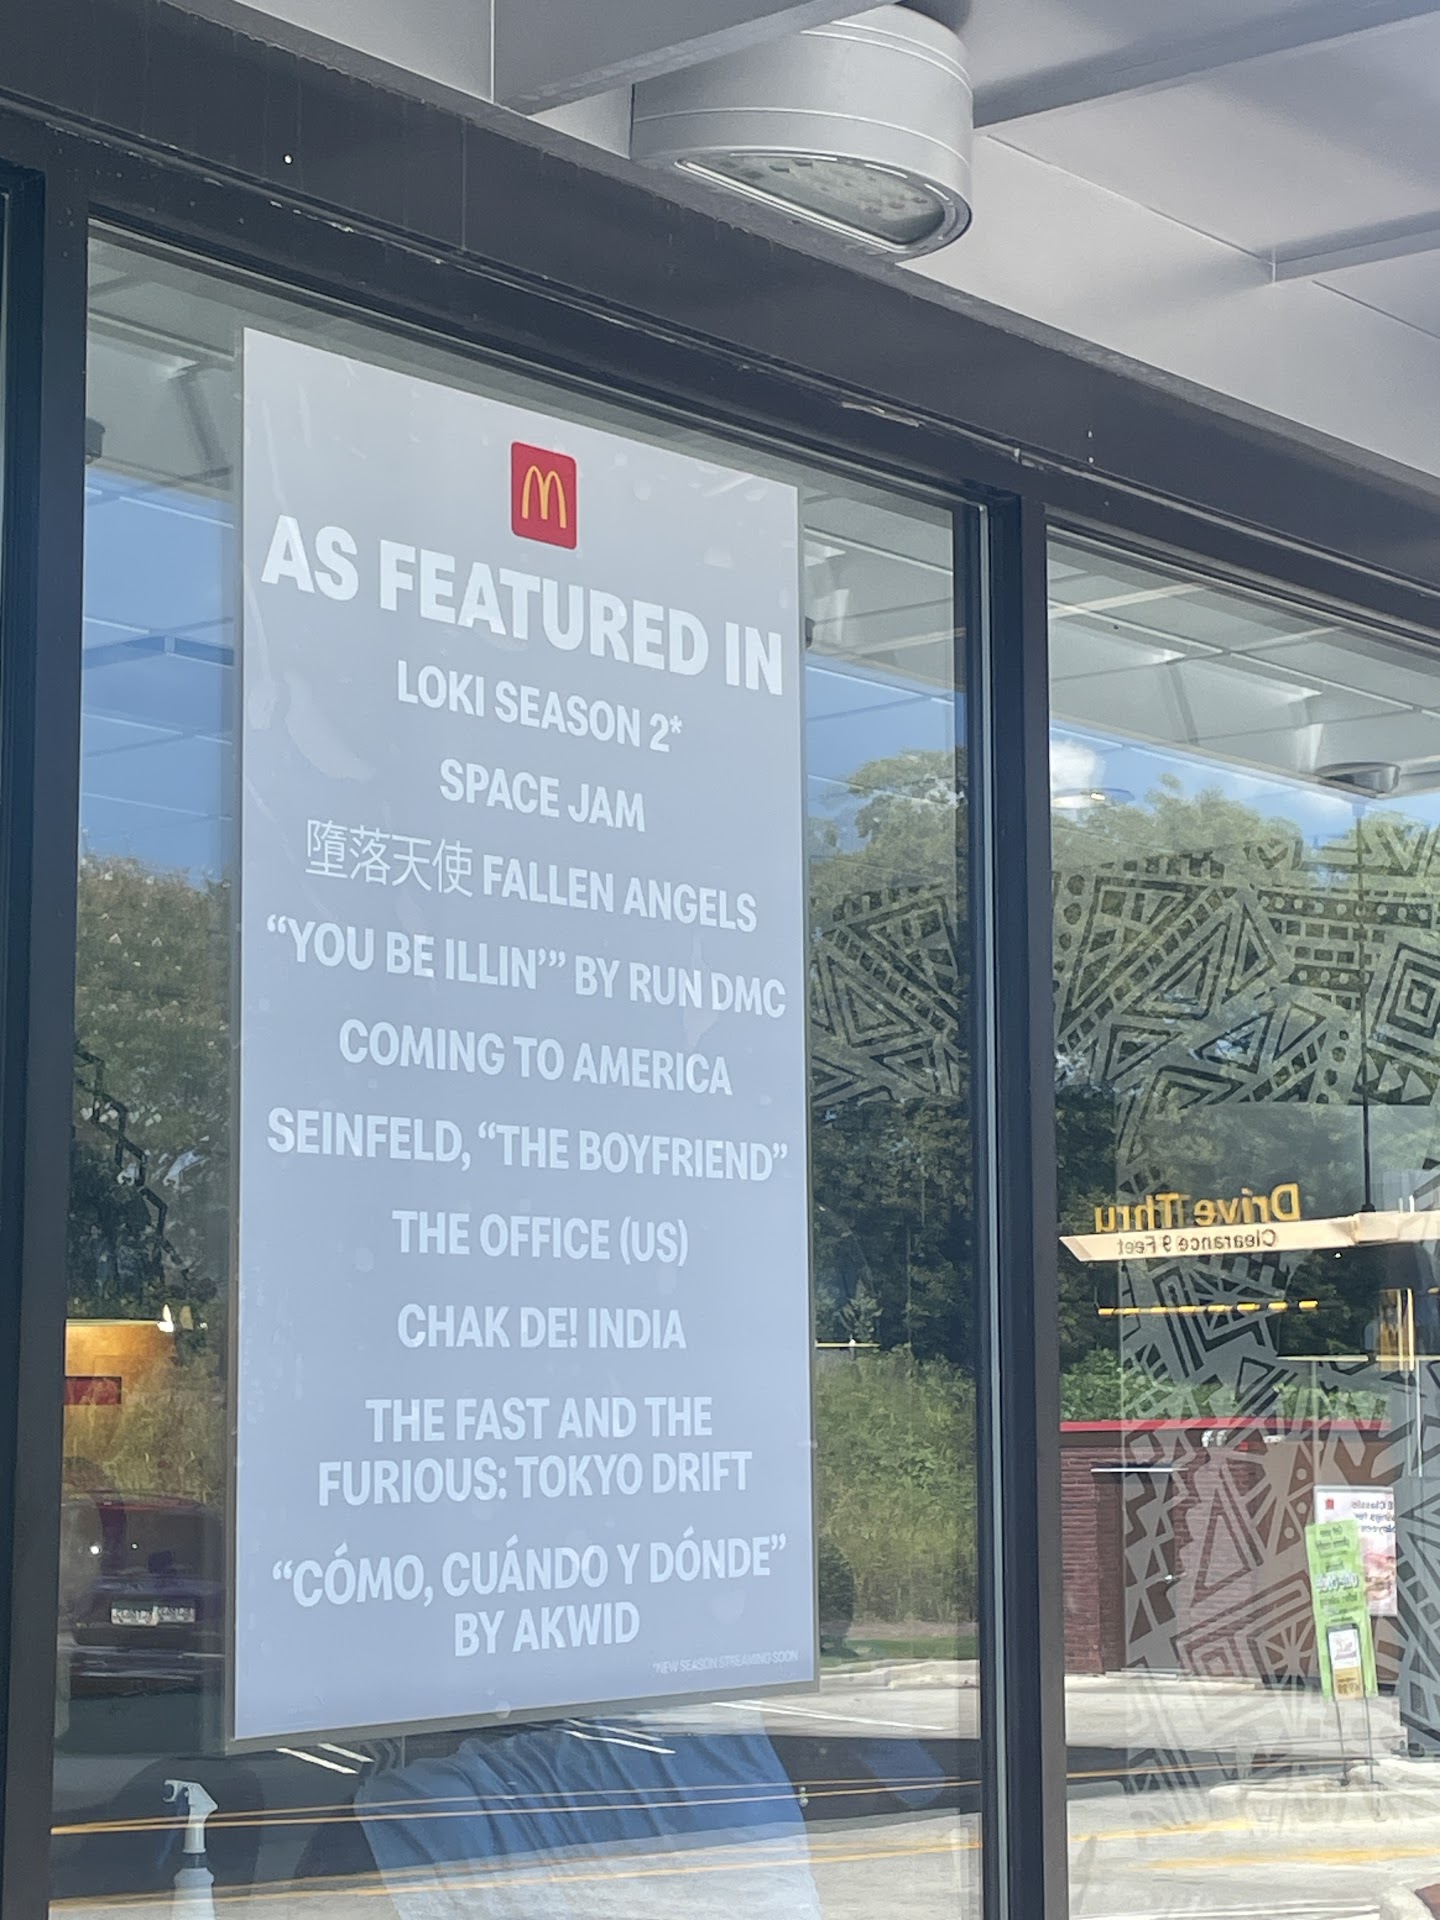 AS FEATURED IN
LOKI SEASON 2*
SPACE JAM
墮落天使 FALLEN ANGELS
“YOU BE ILLIN’” BY RUN DMC
COMING TO AMERICA
SEINFELD, “THE BOYFRIEND”
THE OFFICE (US)
CHAK DE! INDIA
THE FAST AND THE
FURIOUS: TOKYO DRIFT
“CÓMO, CUÁNDO Y DÓNDE”
BY AKWID
*NEW SEASON STREAMING SOON
Drive Thru
Clearance 9 Feet